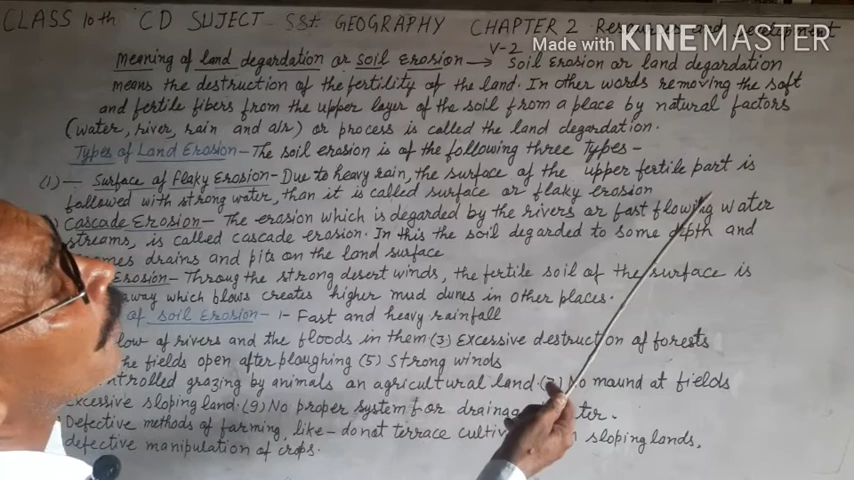 CLASS 10th CD SUJECT SSt GEOGRAPHY CHAPTER 2 Resources and development
V-2 Made with KINEMASTER
Meaning of land degardation or soil erosion → Soil Erosion or land degardation
means the destruction of the fertility of the land. In other words removing the soft
and fertile fibers from the upper layer of the soil from a place by natural factors
(water, river, rain and air) or process is called the land degardation.
Types of Land Erosion - The soil erosion is of the following three types -
(1) - Surface of flaky Erosion - Due to heavy rain, the surface of the upper fertile part is
followed with strong water, than it is called surface or flaky erosion
) Cascade Erosion - The erosion which is degarded by the rivers or fast flowing water
streams, is called cascade erosion. In this the soil degarded to some depth and
drains and pits on the land surface
Erosion - Throug the strong desert winds, the fertile soil of the surface is
away which blows creates higher mud dunes in other places.
of soil Erosion - 1- Fast and heavy rainfall
of rivers and the floods in them (3) Excessive destruction of forests
the fields open after ploughing (5) Strong winds
grazing by animals an agricultural land. (7) No maund at fields
sloping land. (9) No proper system for
Defective methods of farming, like - do not terrace sloping lands,
defective manipulation of crops.